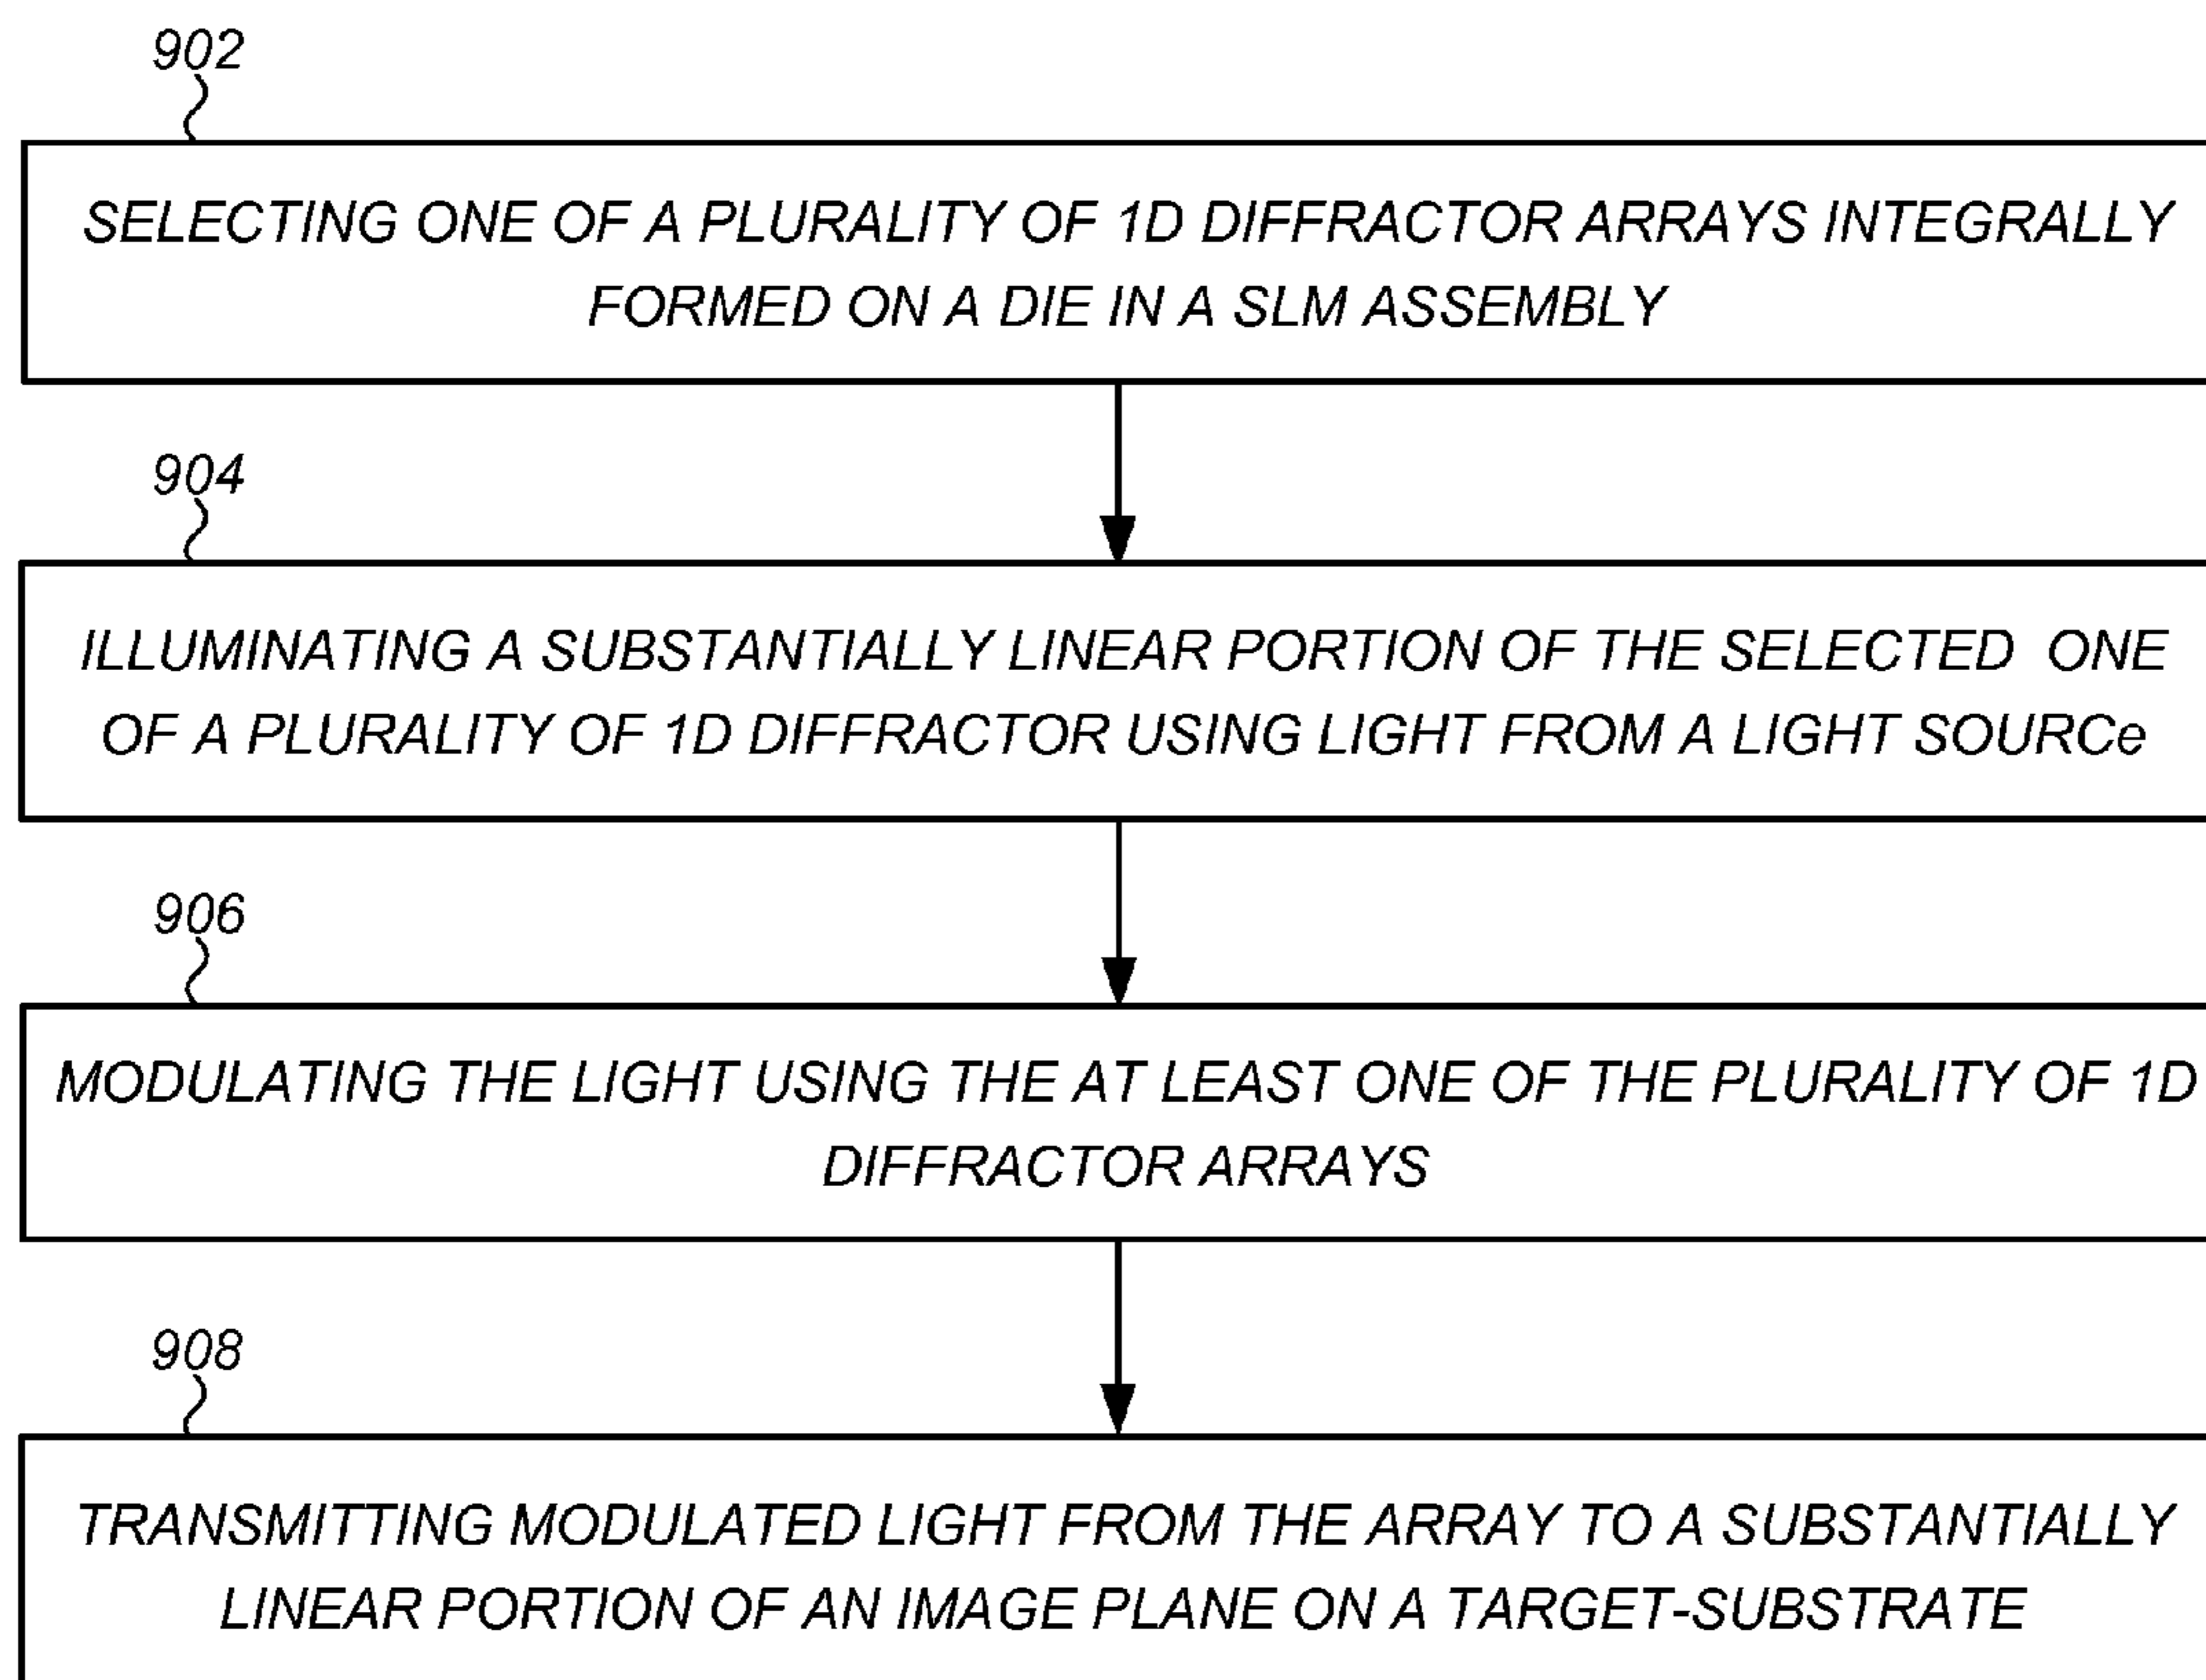 902
SELECTING ONE OF A PLURALITY OF 1D DIFFRACTOR ARRAYS INTEGRALLY
FORMED ON A DIE IN A SLM ASSEMBLY
904
ILLUMINATING A SUBSTANTIALLY LINEAR PORTION OF THE SELECTED  ONE
OF A PLURALITY OF 1D DIFFRACTOR USING LIGHT FROM A LIGHT SOURCe
906
MODULATING THE LIGHT USING THE AT LEAST ONE OF THE PLURALITY OF 1D
DIFFRACTOR ARRAYS
908
TRANSMITTING MODULATED LIGHT FROM THE ARRAY TO A SUBSTANTIALLY
LINEAR PORTION OF AN IMAGE PLANE ON A TARGET-SUBSTRATE